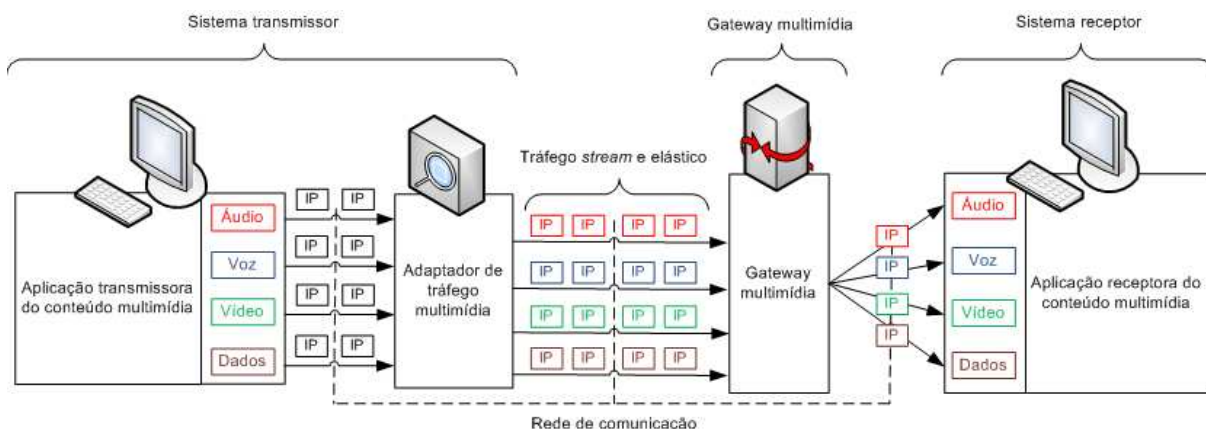 Sistema transmissor
Gateway multimídia
Sistema receptor
Tráfego stream e elástico
Aplicação transmissora
do conteúdo multimídia
Áudio
Voz
Vídeo
Dados
IP IP
IP IP
IP IP
IP IP
Adaptador de
tráfego
multimídia
IP IP IP IP
IP IP IP IP
IP IP IP IP
IP IP IP IP
Gateway
multimídia
IP
IP
IP
IP
Áudio
Voz
Vídeo
Dados
Aplicação receptora do
conteúdo multimídia
Rede de comunicação